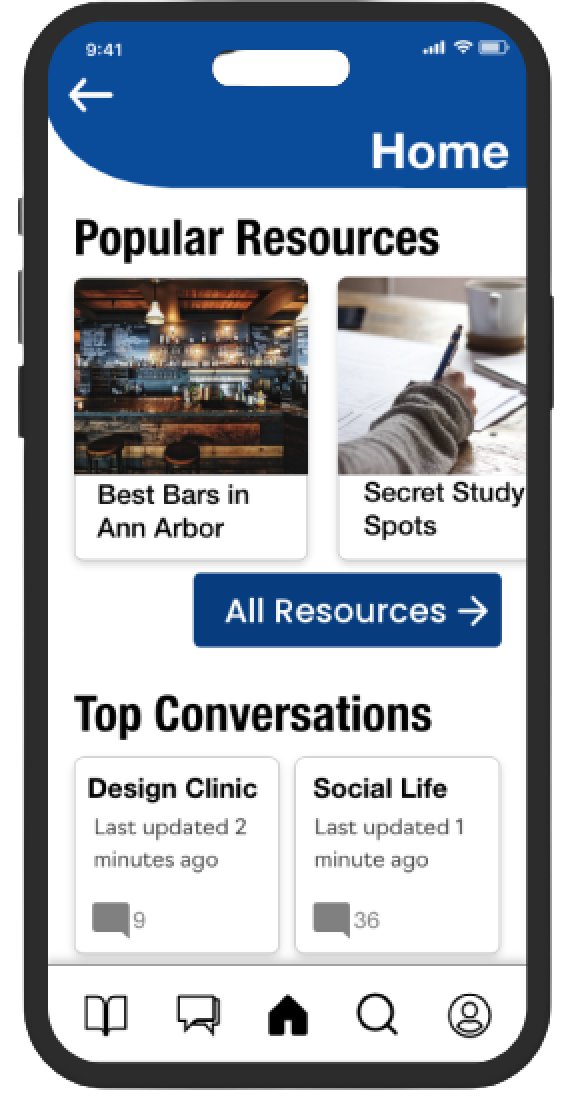 9:41
Home
Popular Resources
Best Bars in
Ann Arbor
Secret Study
Spots
All Resources →
Top Conversations
Design Clinic
Last updated 2
minutes ago
9
Social Life
Last updated 1
minute ago
36